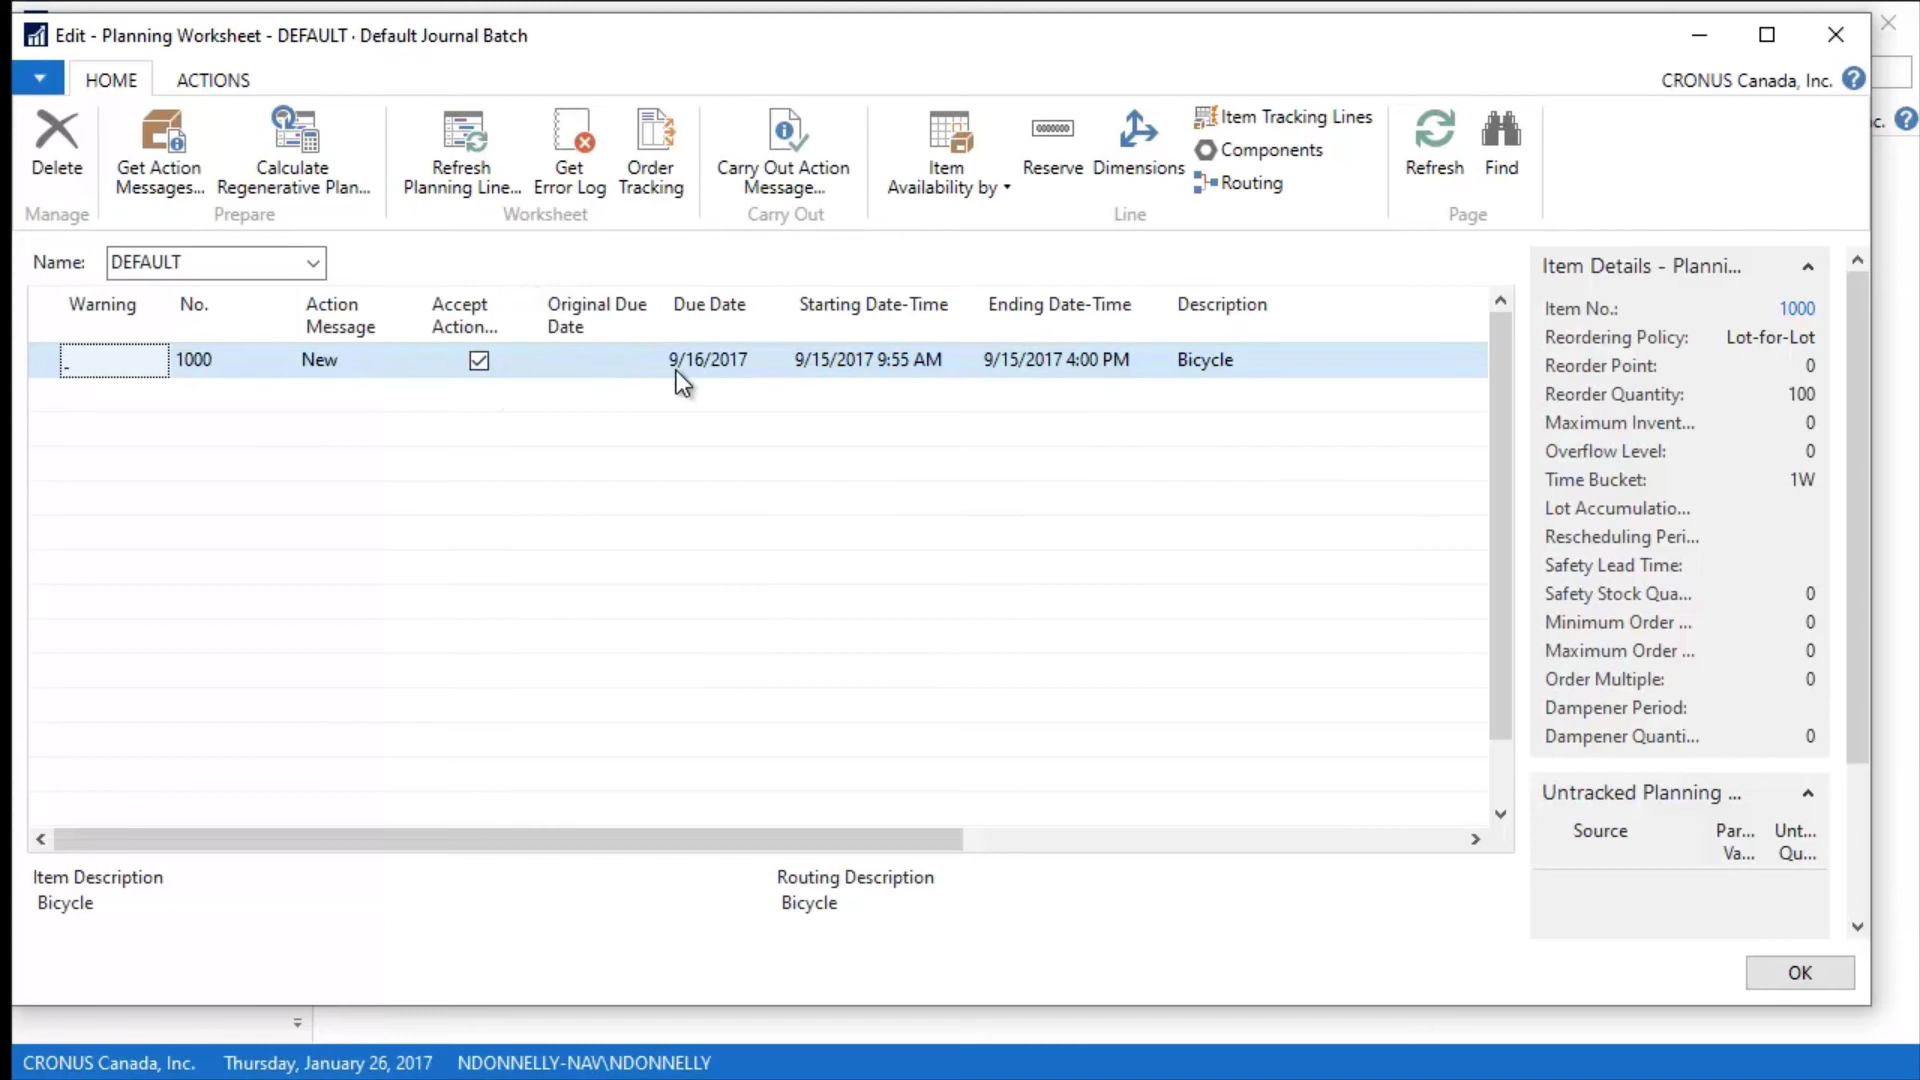 Edit - Planning Worksheet - DEFAULT · Default Journal Batch
HOME
ACTIONS
CRONUS Canada, Inc.
c.
Delete
Get Action Messages...
Calculate Regenerative Plan...
Refresh Planning Line...
Get Error Log
Order Tracking
Carry Out Action Message...
Item Availability by
Reserve
Dimensions
Item Tracking Lines
Components
Routing
Refresh
Find
Manage
Prepare
Worksheet
Carry Out
Line
Page
Name: DEFAULT
Warning No. Action Message Accept Action... Original Due Date Due Date Starting Date-Time Ending Date-Time Description
- 1000 New 9/16/2017 9/15/2017 9:55 AM 9/15/2017 4:00 PM Bicycle
Item Description
Bicycle
Routing Description
Bicycle
Item Details - Planni...
Item No.: 1000
Reordering Policy: Lot-for-Lot
Reorder Point: 0
Reorder Quantity: 100
Maximum Invent... 0
Overflow Level: 0
Time Bucket: 1W
Lot Accumulatio...
Rescheduling Peri...
Safety Lead Time:
Safety Stock Qua... 0
Minimum Order ... 0
Maximum Order ... 0
Order Multiple: 0
Dampener Period:
Dampener Quanti... 0
Untracked Planning ...
Source Par... Unt...
Va... Qu...
OK
CRONUS Canada, Inc. Thursday, January 26, 2017 NDONNELLY-NAV\NDONNELLY